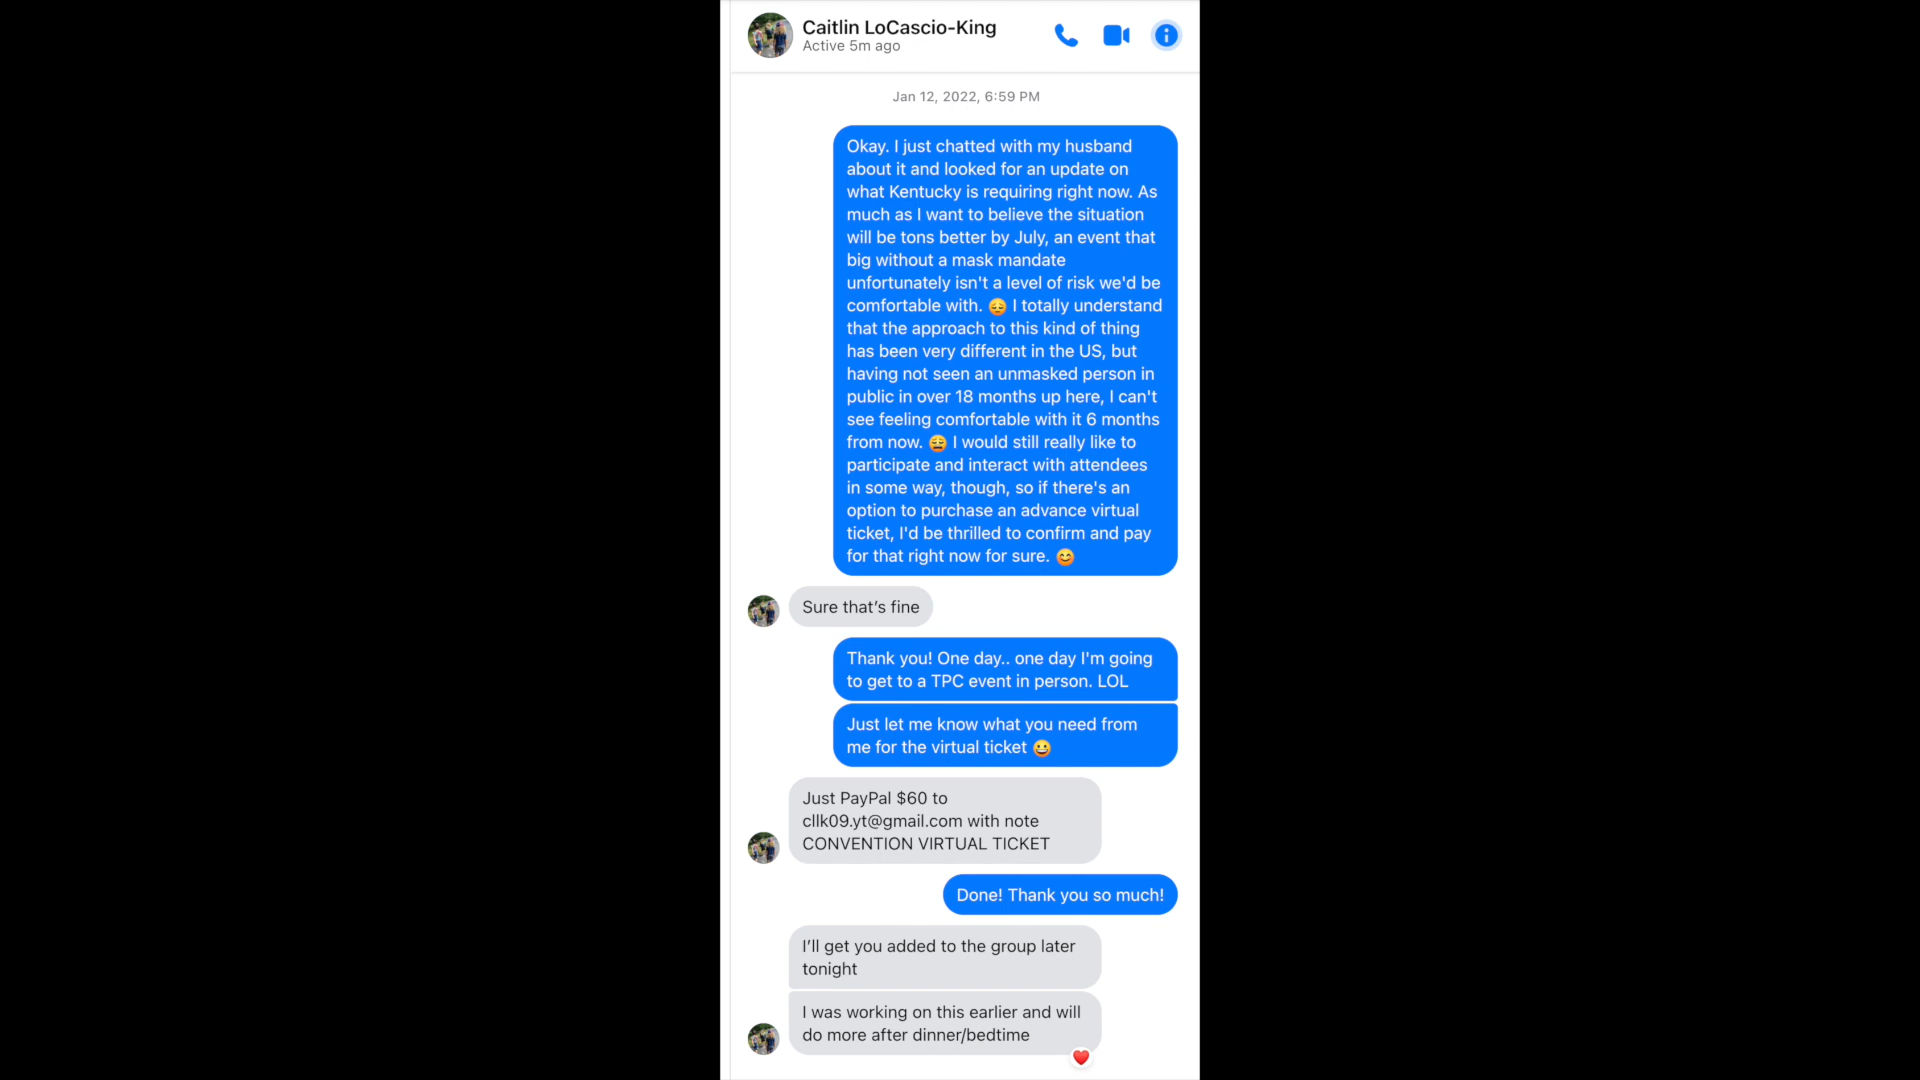 Caitlin LoCascio-King
Active 5m ago
Jan 12, 2022, 6:59 PM
Okay. I just chatted with my husband
about it and looked for an update on
what Kentucky is requiring right now. As
much as I want to believe the situation
will be tons better by July, an event that
big without a mask mandate
unfortunately isn't a level of risk we'd be
comfortable with. 😔 I totally understand
that the approach to this kind of thing
has been very different in the US, but
having not seen an unmasked person in
public in over 18 months up here, I can't
see feeling comfortable with it 6 months
from now. 😩 I would still really like to
participate and interact with attendees
in some way, though, so if there's an
option to purchase an advance virtual
ticket, I'd be thrilled to confirm and pay
for that right now for sure. 😊
Sure that's fine
Thank you! One day.. one day I'm going
to get to a TPC event in person. LOL
Just let me know what you need from
me for the virtual ticket 😀
Just PayPal $60 to
cllk09.yt@gmail.com with note
CONVENTION VIRTUAL TICKET
Done! Thank you so much!
I'll get you added to the group later
tonight
I was working on this earlier and will
do more after dinner/bedtime